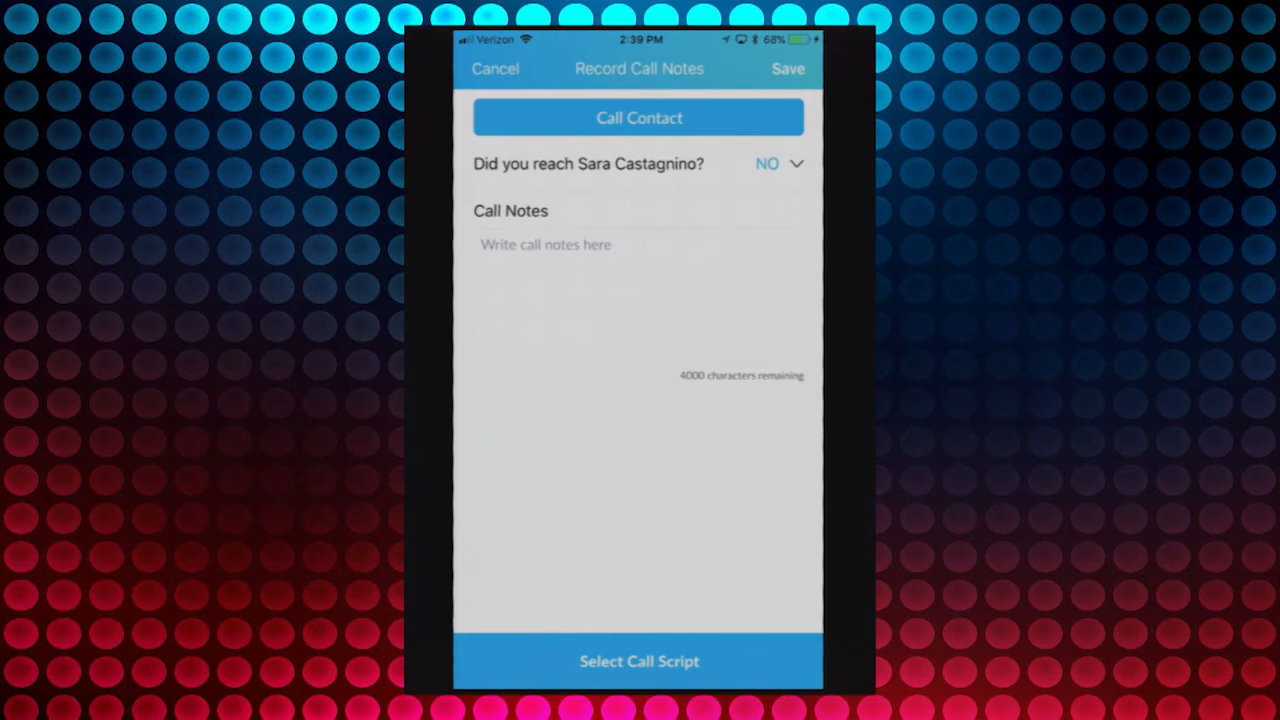 Verizon 2:39 PM 68%
Cancel Record Call Notes Save
Call Contact
Did you reach Sara Castagnino? NO
Call Notes
Write call notes here
4000 characters remaining
Select Call Script